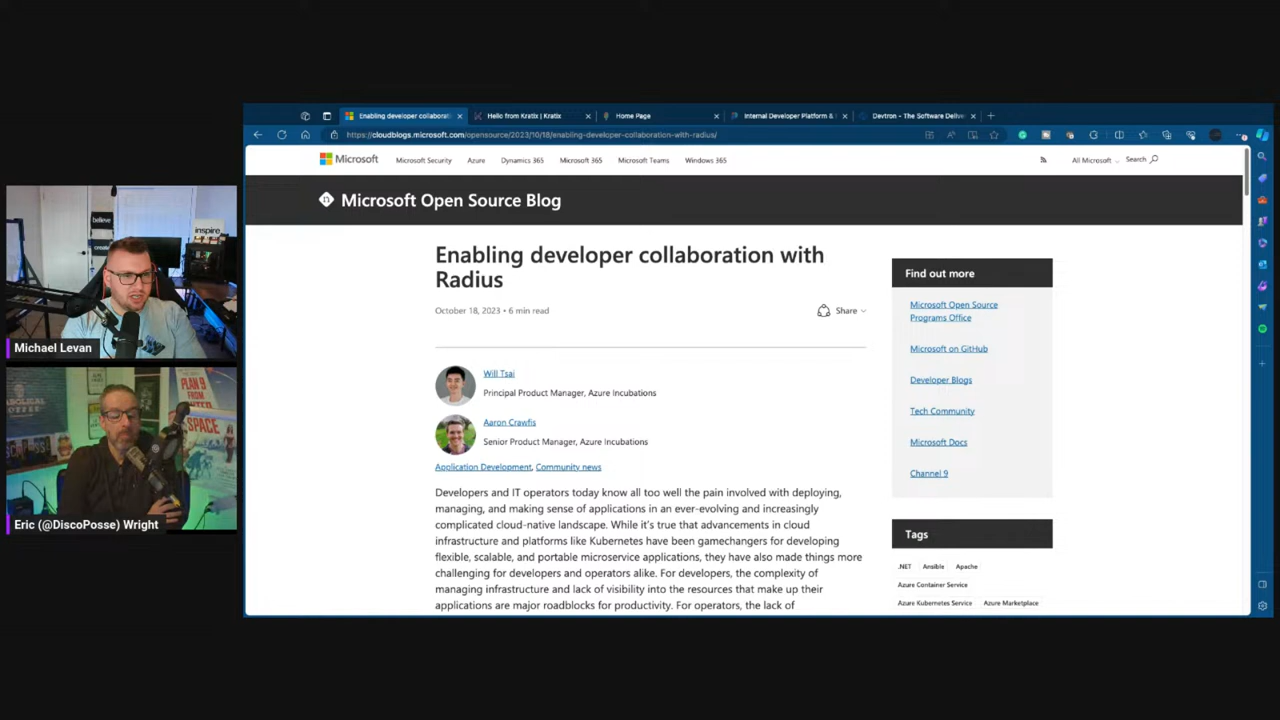 Enabling developer collaborati
Hello from Kratix | Kratix
Home Page
Internal Developer Platform &
Devtron - The Software Delive
https://cloudblogs.microsoft.com/opensource/2023/10/18/enabling-developer-collaboration-with-radius/
Microsoft
Microsoft Security
Azure
Dynamics 365
Microsoft 365
Microsoft Teams
Windows 365
All Microsoft
Search
Microsoft Open Source Blog
Enabling developer collaboration with
Radius
October 18, 2023 • 6 min read
Share
Will Tsai
Principal Product Manager, Azure Incubations
Aaron Crawfis
Senior Product Manager, Azure Incubations
Application Development, Community news
Developers and IT operators today know all too well the pain involved with deploying,
managing, and making sense of applications in an ever-evolving and increasingly
complicated cloud-native landscape. While it's true that advancements in cloud
infrastructure and platforms like Kubernetes have been gamechangers for developing
flexible, scalable, and portable microservice applications, they have also made things more
challenging for developers and operators alike. For developers, the complexity of
managing infrastructure and lack of visibility into the resources that make up their
applications are major roadblocks for productivity. For operators, the lack of
Find out more
Microsoft Open Source
Programs Office
Microsoft on GitHub
Developer Blogs
Tech Community
Microsoft Docs
Channel 9
Tags
.NET
Ansible
Apache
Azure Container Service
Azure Kubernetes Service
Azure Marketplace
believe
create
inspire
Michael Levan
PLAN 9
FROM
SPACE
COFFEE
Eric (@DiscoPosse) Wright